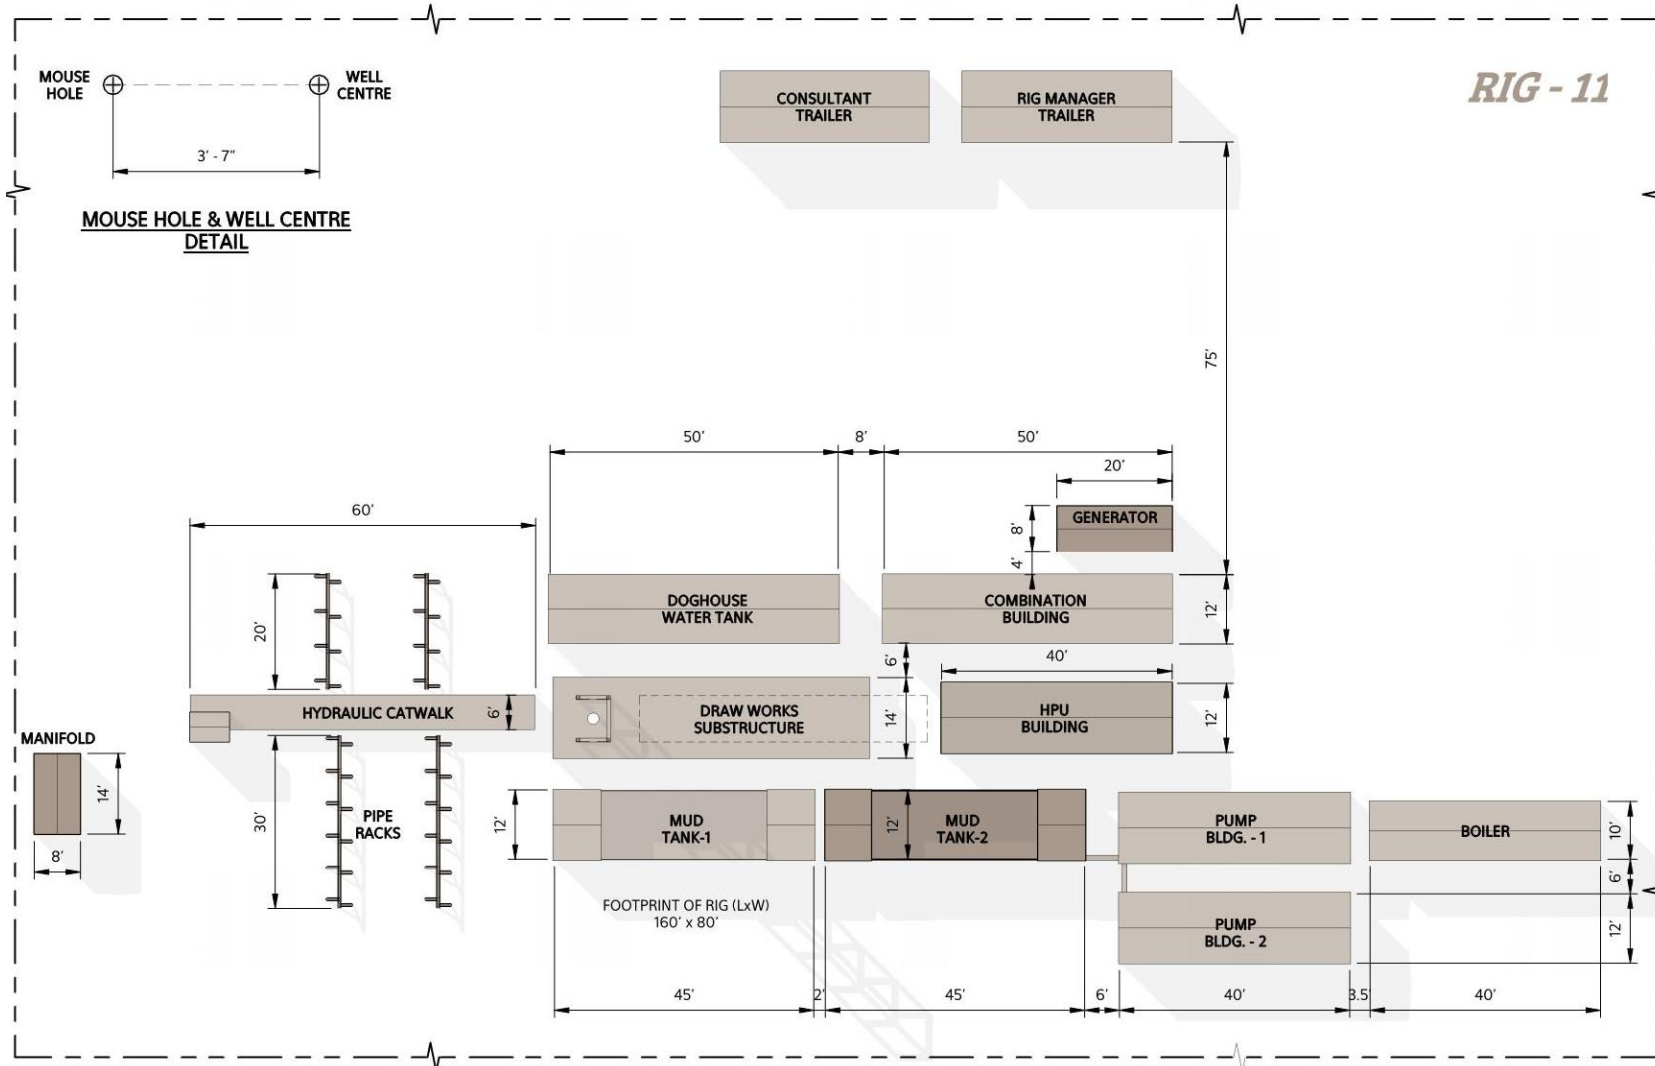 MOUSE
HOLE
WELL
CENTRE
3' - 7"
MOUSE HOLE & WELL CENTRE
DETAIL
CONSULTANT
TRAILER
RIG MANAGER
TRAILER
RIG - 11
75'
50'
8'
50'
20'
60'
GENERATOR
8'
4'
20'
DOGHOUSE
WATER TANK
COMBINATION
BUILDING
12'
6'
40'
HYDRAULIC CATWALK
6'
DRAW WORKS
SUBSTRUCTURE
14'
HPU
BUILDING
12'
MANIFOLD
14'
8'
30'
PIPE
RACKS
12'
MUD
TANK-1
12'
MUD
TANK-2
PUMP
BLDG. - 1
BOILER
10'
6'
FOOTPRINT OF RIG (LxW)
160' x 80'
PUMP
BLDG. - 2
12'
45'
2'
45'
6'
40'
3.5'
40'